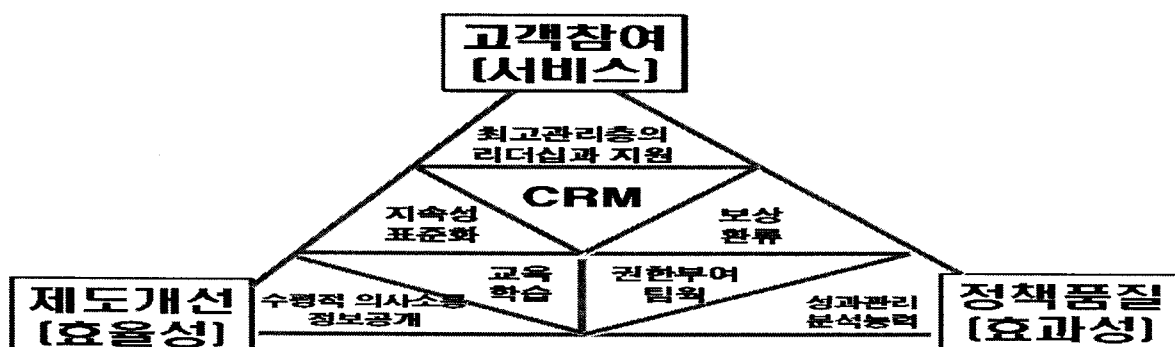 고객참여
(서비스)
최고관리층의
리더십과 지원
CRM
지속성
표준화
보상
환류
교육
학습
권한부여
팀웍
수평적 의사소통
정보공개
성과관리
분석능력
제도개선
(효율성)
정책품질
(효과성)